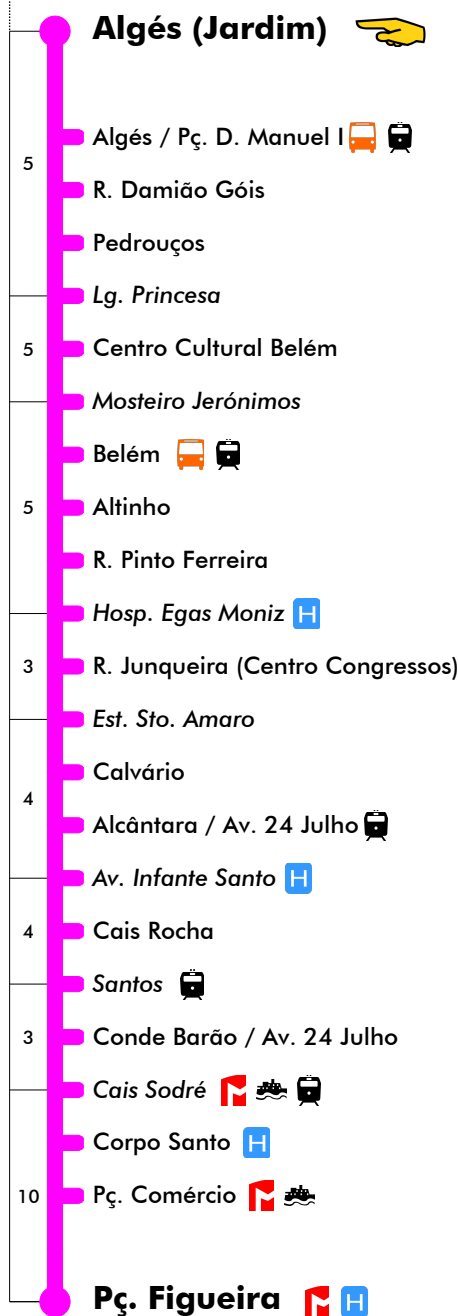 Algés (Jardim)
Algés / Pç. D. Manuel I
5
R. Damião Góis
Pedrouços
Lg. Princesa
5 Centro Cultural Belém
Mosteiro Jerónimos
Belém
5 Altinho
R. Pinto Ferreira
Hosp. Egas Moniz H
3 R. Junqueira (Centro Congressos)
Est. Sto. Amaro
Calvário
4
Alcântara / Av. 24 Julho
Av. Infante Santo H
4 Cais Rocha
Santos
3 Conde Barão / Av. 24 Julho
Cais Sodré
Corpo Santo H
10 Pç. Comércio
Pç. Figueira H